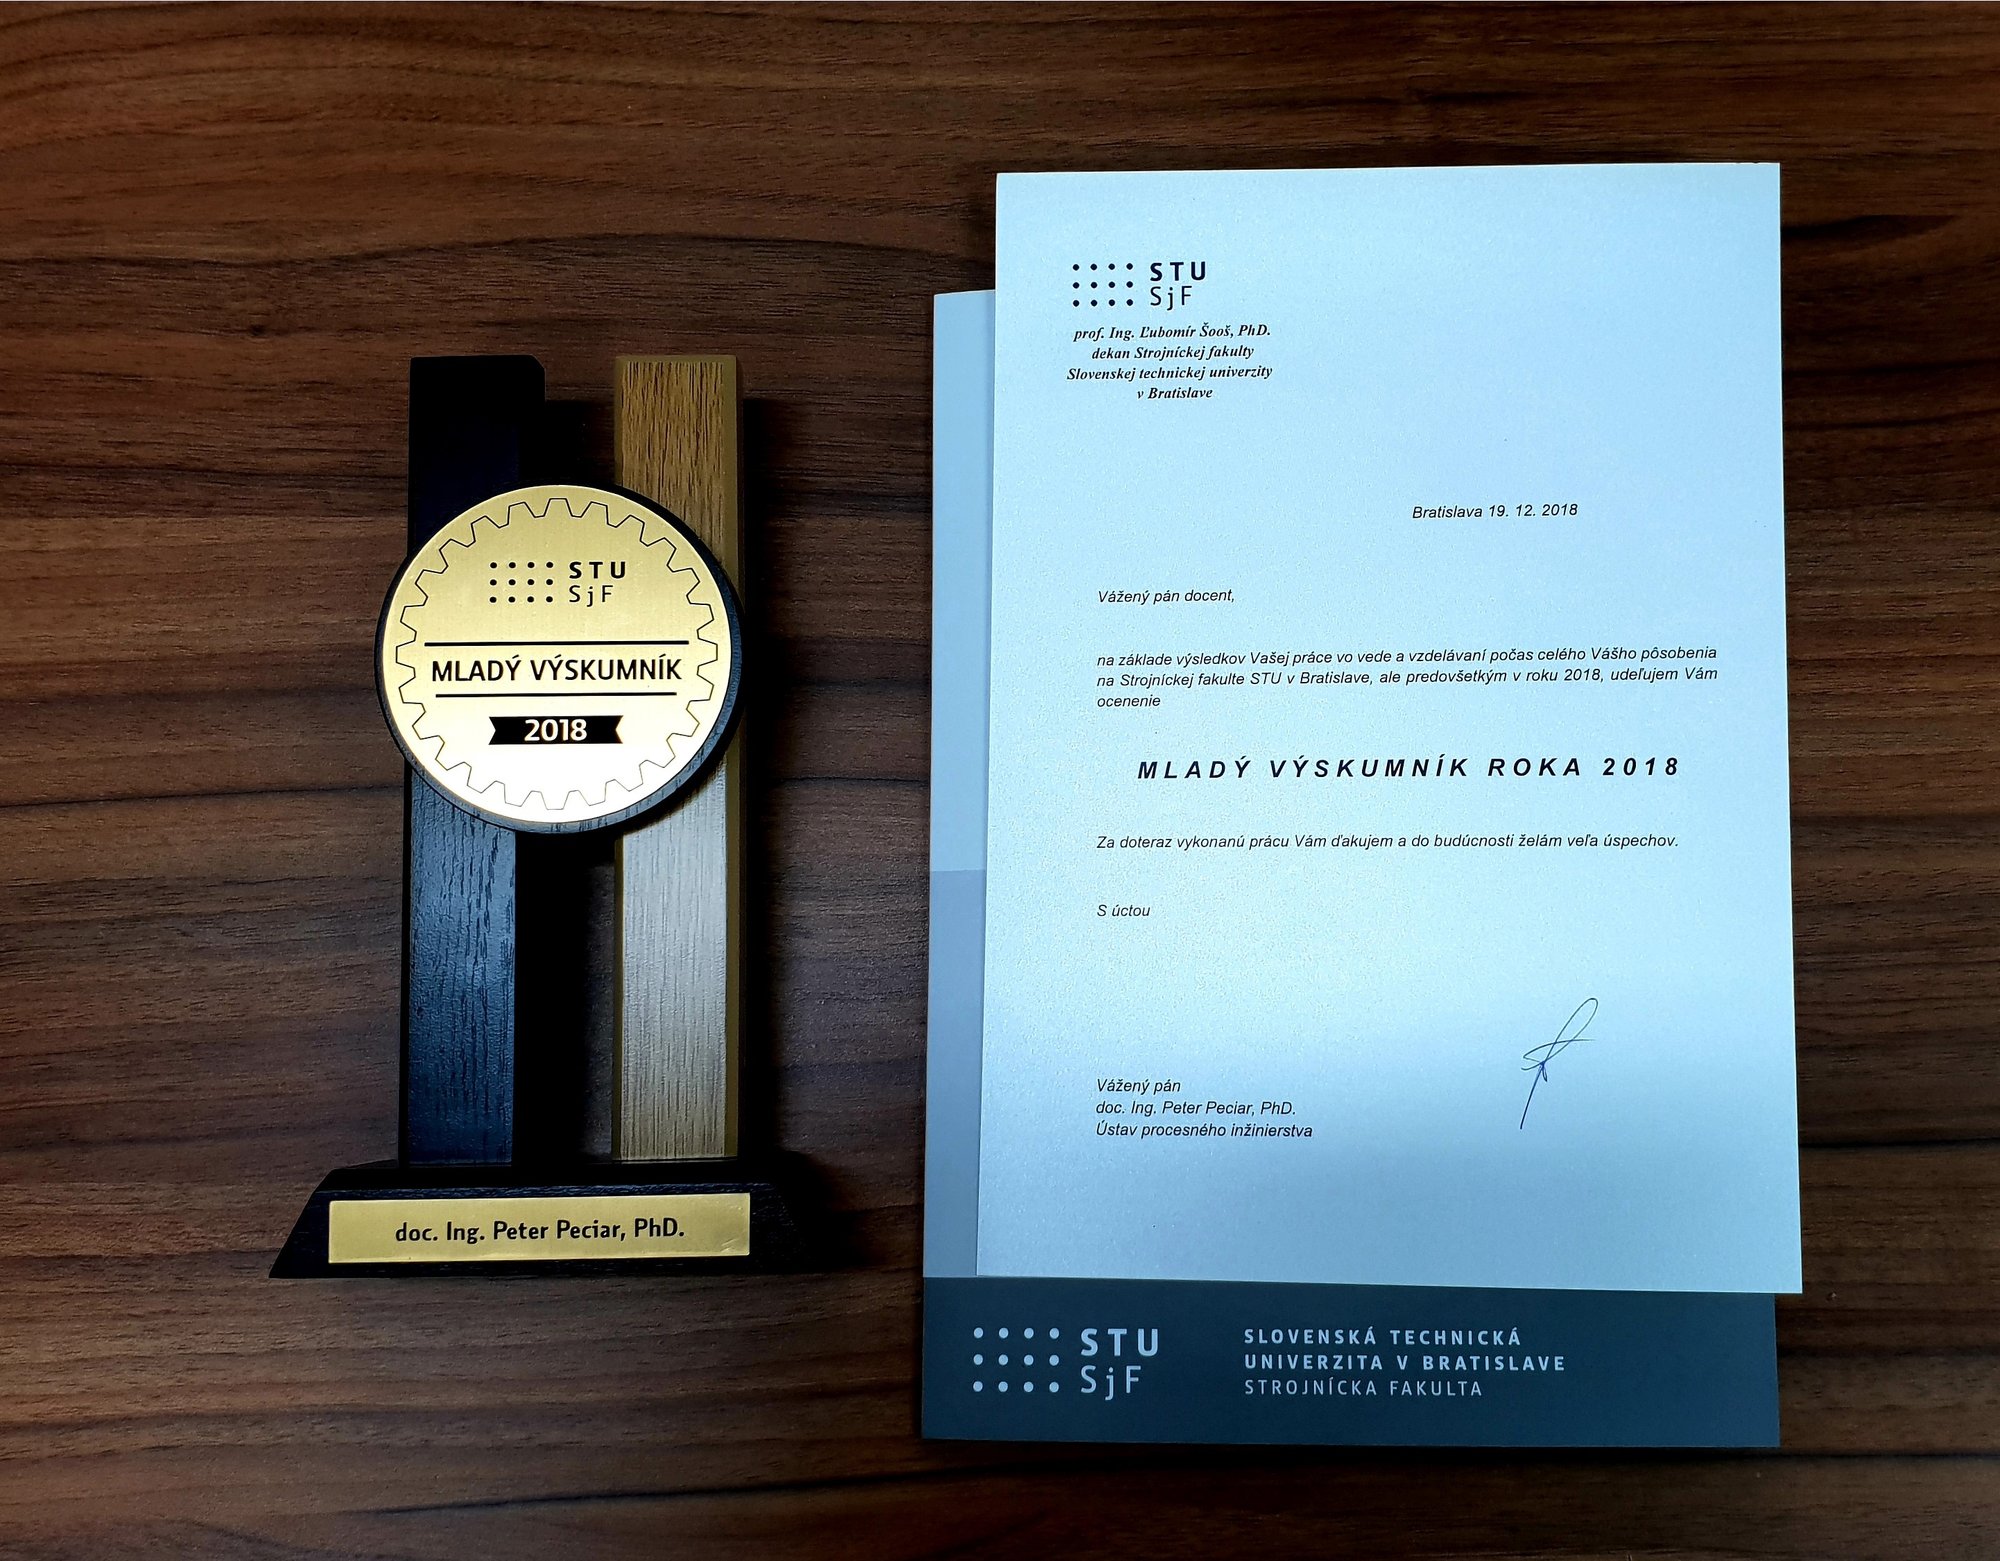 STU
SjF
MLADÝ VÝSKUMNÍK
2018
doc. Ing. Peter Peciar, PhD.
STU
SjF
prof. Ing. Ľubomír Šooš, PhD.
dekan Strojníckej fakulty
Slovenskej technickej univerzity
v Bratislave
Bratislava 19. 12. 2018
Vážený pán docent,
na základe výsledkov Vašej práce vo vede a vzdelávaní počas celého Vášho pôsobenia
na Strojníckej fakulte STU v Bratislave, ale predovšetkým v roku 2018, udeľujem Vám
ocenenie
MLADÝ VÝSKUMNÍK ROKA 2018
Za doteraz vykonanú prácu Vám ďakujem a do budúcnosti želám veľa úspechov.
S úctou
Vážený pán
doc. Ing. Peter Peciar, PhD.
Ústav procesného inžinierstva
STU
SjF
SLOVENSKÁ TECHNICKÁ
UNIVERZITA V BRATISLAVE
STROJNÍCKA FAKULTA